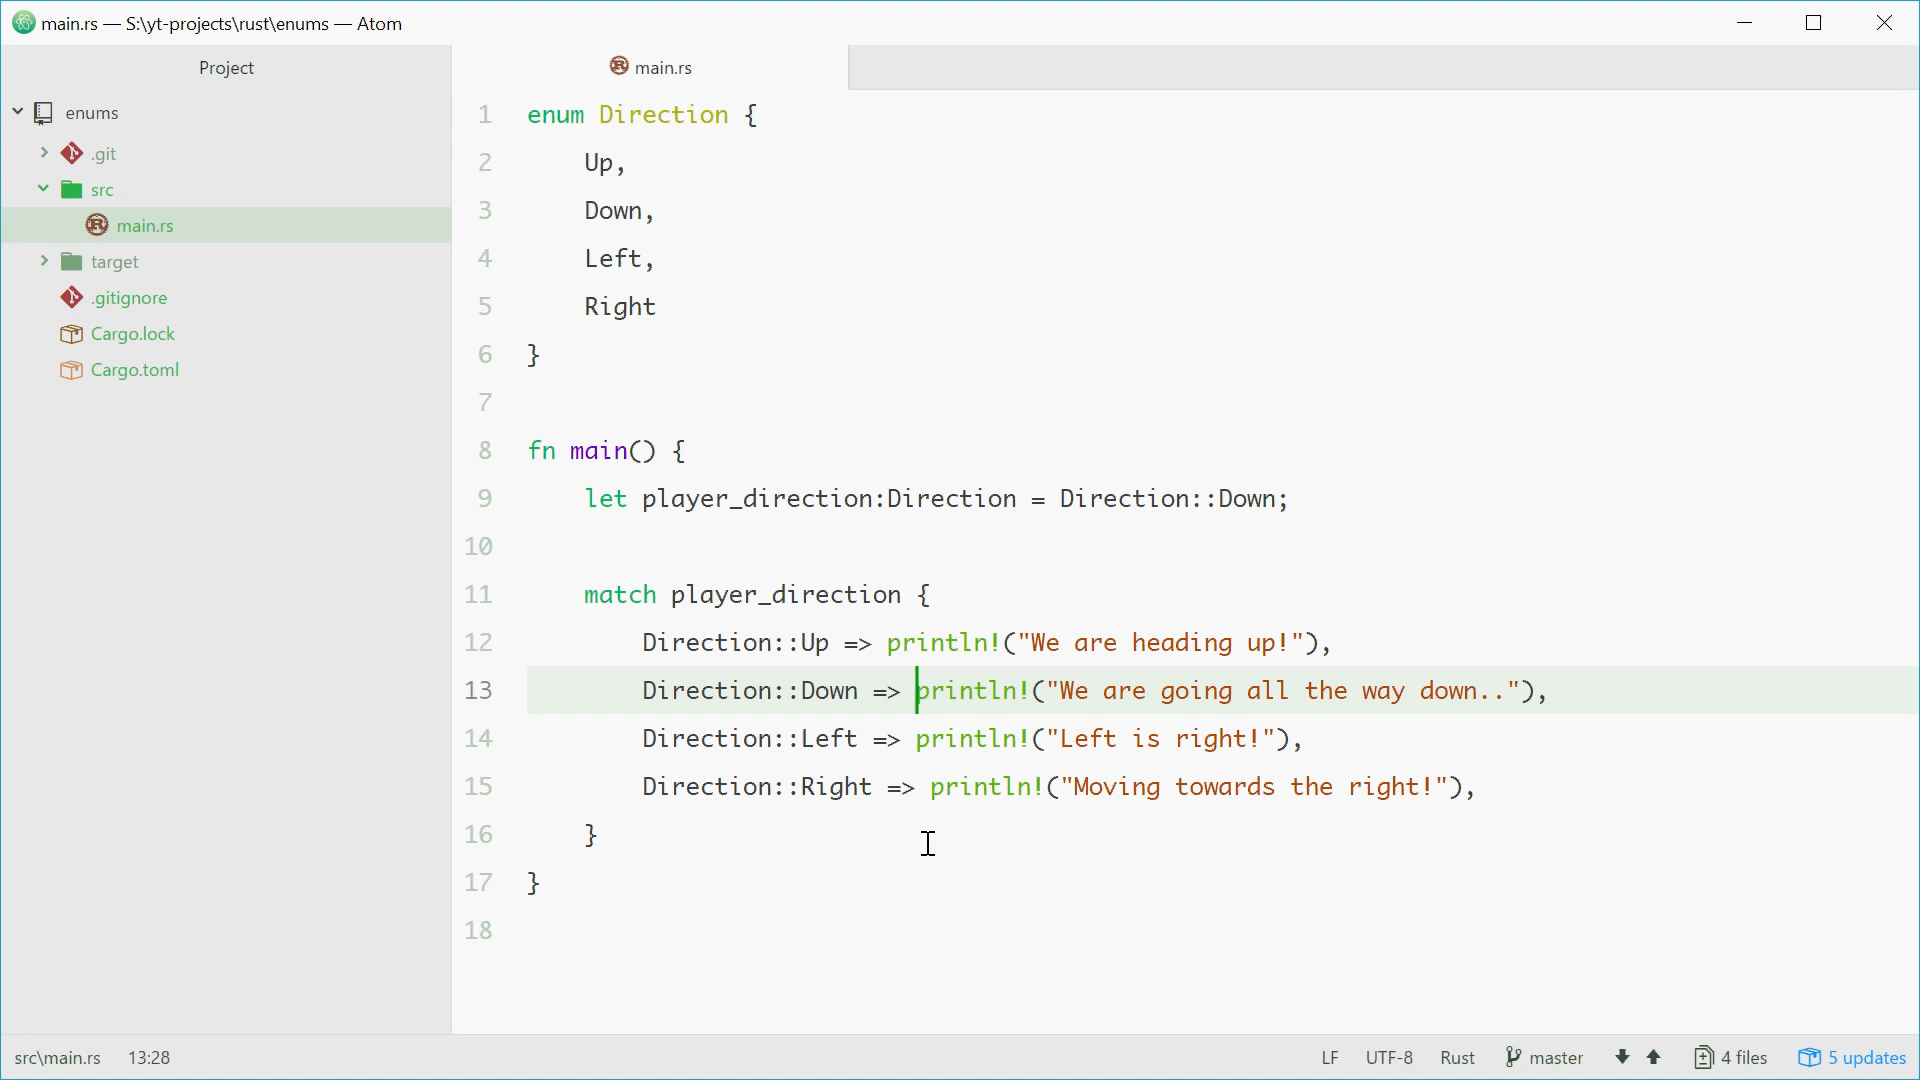 main.rs — S:\yt-projects\rust\enums — Atom
Project
enums
.git
src
main.rs
target
.gitignore
Cargo.lock
Cargo.toml
main.rs
1 enum Direction {
2     Up,
3     Down,
4     Left,
5     Right
6 }
7
8 fn main() {
9     let player_direction:Direction = Direction::Down;
10
11     match player_direction {
12         Direction::Up => println!("We are heading up!"),
13         Direction::Down => println!("We are going all the way down.."),
14         Direction::Left => println!("Left is right!"),
15         Direction::Right => println!("Moving towards the right!"),
16     }
17 }
18
src\main.rs 13:28 LF UTF-8 Rust master 4 files 5 updates